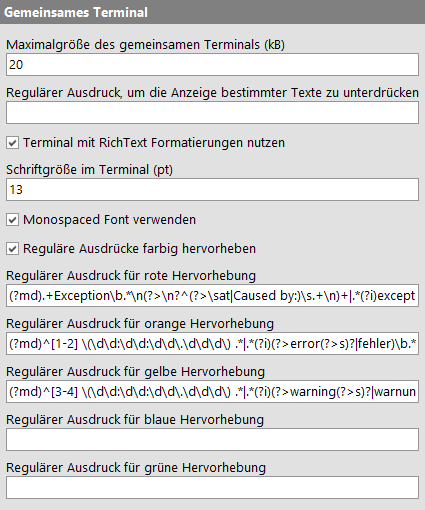 Gemeinsames Terminal
Maximalgröße des gemeinsamen Terminals (kB)
20
Regulärer Ausdruck, um die Anzeige bestimmter Texte zu unterdrücken
Terminal mit RichText Formatierungen nutzen
Schriftgröße im Terminal (pt)
13
Monospaced Font verwenden
Reguläre Ausdrücke farbig hervorheben
Regulärer Ausdruck für rote Hervorhebung
(?md).+Exception\b.*\n(?>\n?^(?>\sat|Caused by:)\s.+\n)+|.*(?i)except
Regulärer Ausdruck für orange Hervorhebung
(?md)^[1-2] \(\d\d:\d\d:\d\d\.\d\d\d\) .*|.*(?i)(?>error(?>s)?|fehler)\b.*
Regulärer Ausdruck für gelbe Hervorhebung
(?md)^[3-4] \(\d\d:\d\d:\d\d\.\d\d\d\) .*|.*(?i)(?>warning(?>s)?|warnun
Regulärer Ausdruck für blaue Hervorhebung
Regulärer Ausdruck für grüne Hervorhebung